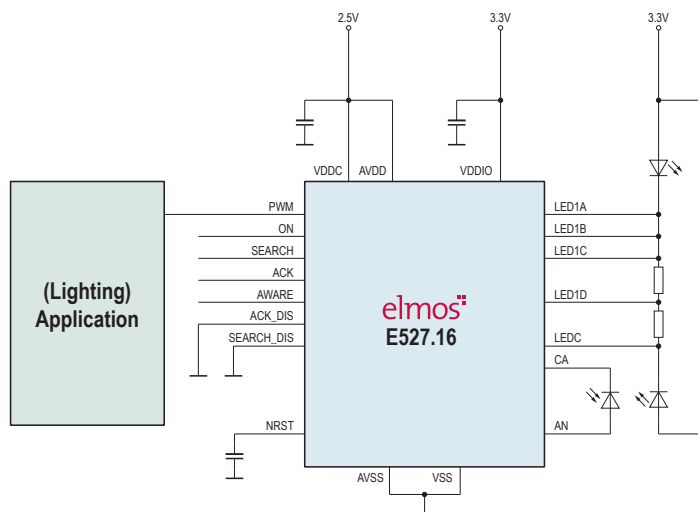 2.5V
3.3V
3.3V
VDDC
AVDD
VDDIO
PWM
ON
SEARCH
ACK
AWARE
ACK_DIS
SEARCH_DIS
NRST
(Lighting)
Application
elmos
E527.16
LED1A
LED1B
LED1C
LED1D
LEDC
CA
AN
AVSS
VSS